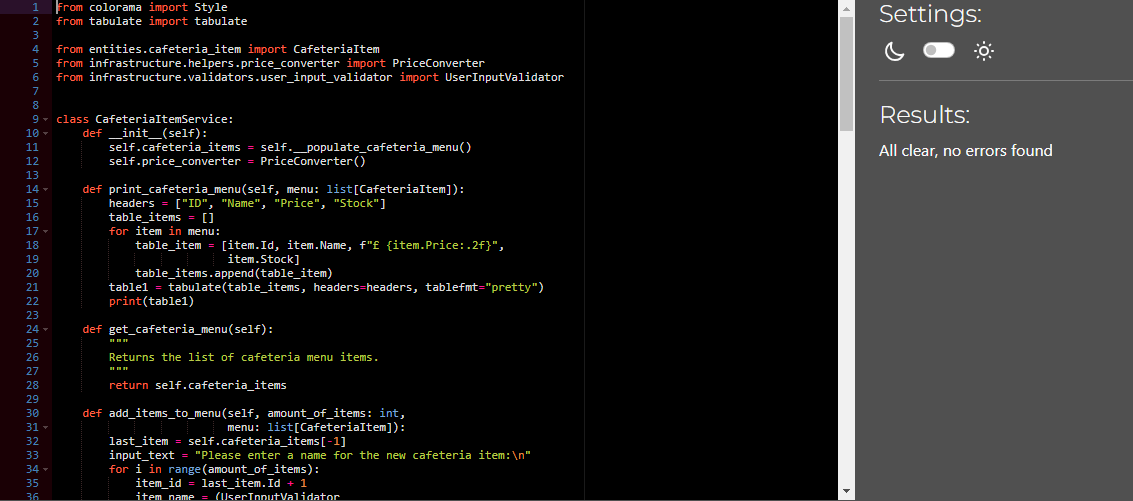 Settings:
Results:
All clear, no errors found
1 from colorama import Style
2 from tabulate import tabulate
3
4 from entities.cafeteria_item import CafeteriaItem
5 from infrastructure.helpers.price_converter import PriceConverter
6 from infrastructure.validators.user_input_validator import UserInputValidator
7
8
9 class CafeteriaItemService:
10     def __init__(self):
11         self.cafeteria_items = self.__populate_cafeteria_menu()
12         self.price_converter = PriceConverter()
13
14     def print_cafeteria_menu(self, menu: list[CafeteriaItem]):
15         headers = ["ID", "Name", "Price", "Stock"]
16         table_items = []
17         for item in menu:
18             table_item = [item.Id, item.Name, f"£ {item.Price:.2f}",
19                           item.Stock]
20             table_items.append(table_item)
21         table1 = tabulate(table_items, headers=headers, tablefmt="pretty")
22         print(table1)
23
24     def get_cafeteria_menu(self):
25         """
26         Returns the list of cafeteria menu items.
27         """
28         return self.cafeteria_items
29
30     def add_items_to_menu(self, amount_of_items: int,
31                           menu: list[CafeteriaItem]):
32         last_item = self.cafeteria_items[-1]
33         input_text = "Please enter a name for the new cafeteria item:\n"
34         for i in range(amount_of_items):
35             item_id = last_item.Id + 1
36             item_name = (UserInputValidator